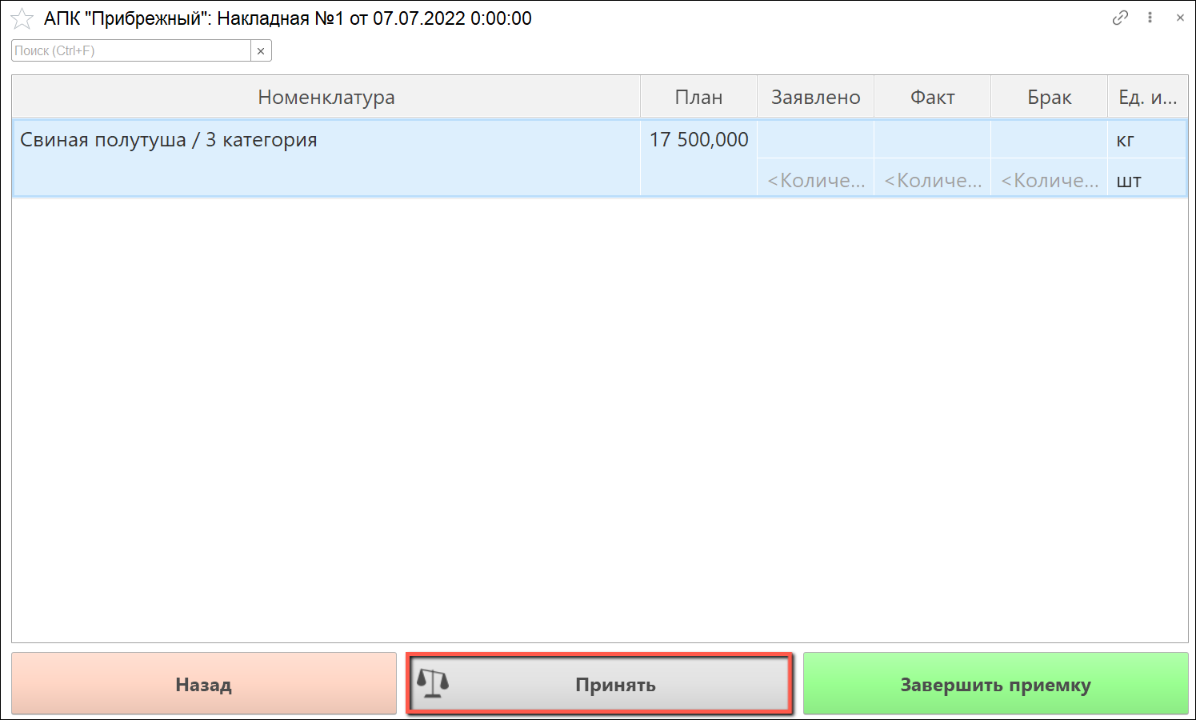 АПК "Прибрежный": Накладная №1 от 07.07.2022 0:00:00
Поиск (Ctrl+F)
Номенклатура План Заявлено Факт Брак Ед. и...
Свиная полутуша / 3 категория 17 500,000 кг
<Количе... <Количе... <Количе... шт
Назад Принять Завершить приемку